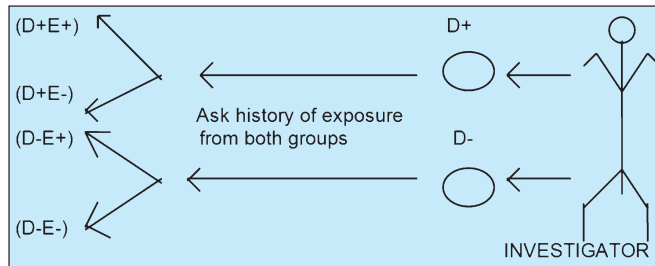 (D+E+)
D+
(D+E-)
Ask history of exposure
from both groups
(D-E+)
D-
(D-E-)
INVESTIGATOR